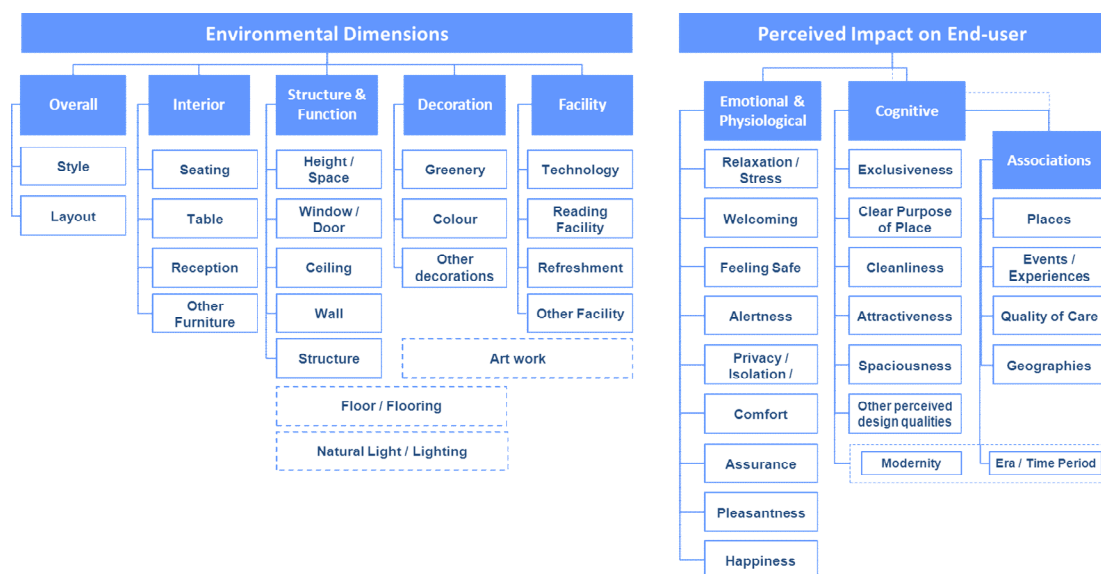 Environmental Dimensions
Overall
Style
Layout
Interior
Seating
Table
Reception
Other
Furniture
Structure &
Function
Height /
Space
Window /
Door
Ceiling
Wall
Structure
Decoration
Greenery
Colour
Other
decorations
Facility
Technology
Reading
Facility
Refreshment
Other Facility
Art work
Floor / Flooring
Natural Light / Lighting
Perceived Impact on End-user
Emotional &
Physiological
Relaxation /
Stress
Welcoming
Feeling Safe
Alertness
Privacy /
Isolation /
Comfort
Assurance
Pleasantness
Happiness
Cognitive
Exclusiveness
Clear Purpose
of Place
Cleanliness
Attractiveness
Spaciousness
Other perceived
design qualities
Modernity
Associations
Places
Events /
Experiences
Quality of Care
Geographies
Era / Time Period